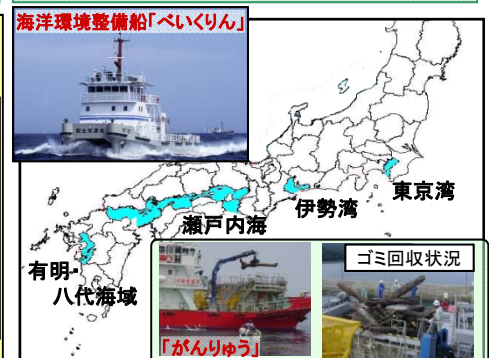 海洋環境整備船「べいくりん」
東京湾
伊勢湾
瀬戸内海
有明・
八代海域
ゴミ回収状況
「がんりゅう」